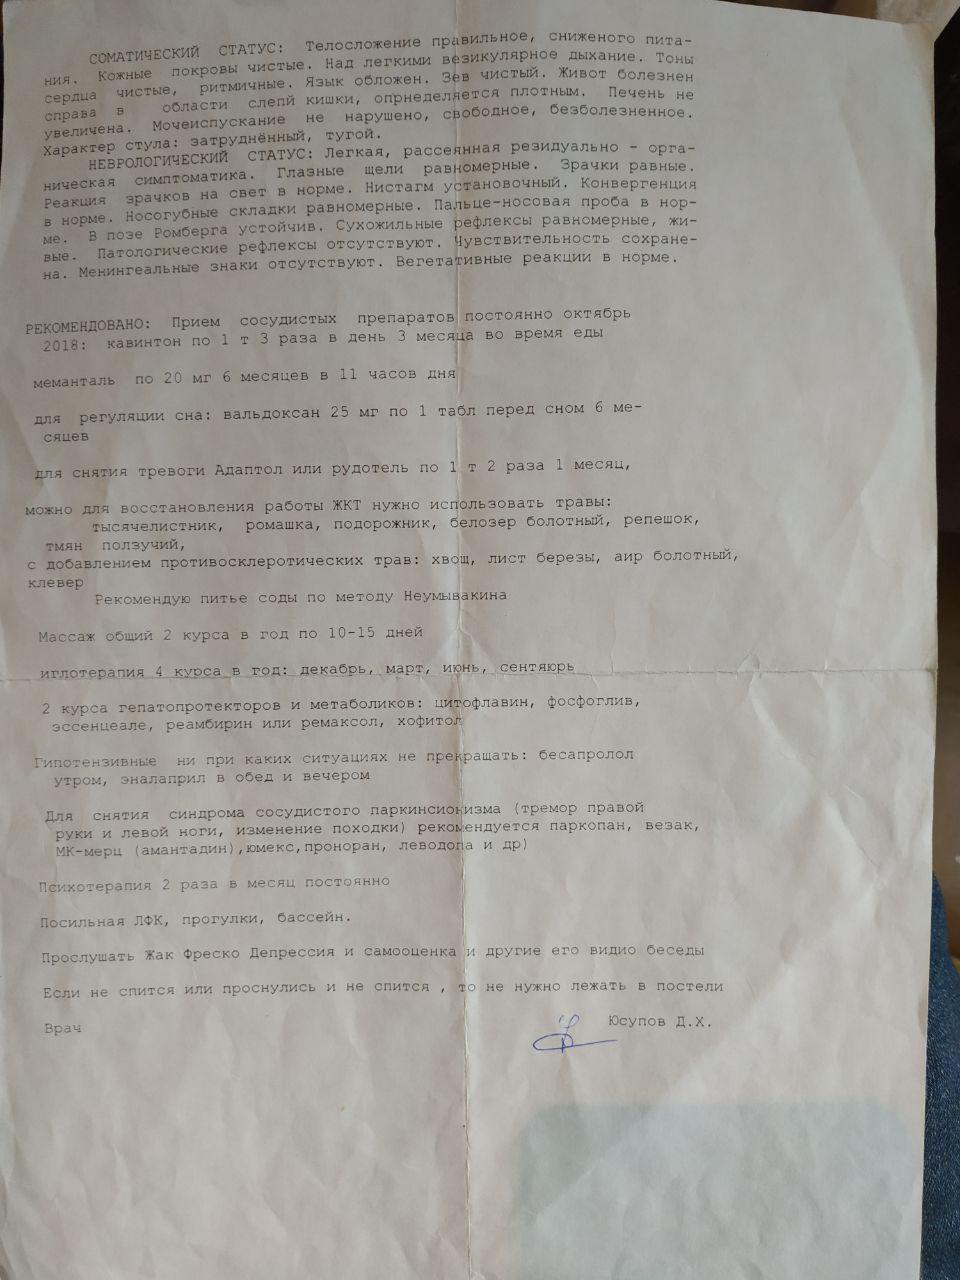 СОМАТИЧЕСКИЙ СТАТУС: Телосложение правильное, сниженого пита-
ния. Кожные покровы чистые. Над легкими везикулярное дыхание. Тоны
сердца чистые, ритмичные. Язык обложен. Зев чистый. Живот болезнен
справа в области слепй кишки, опрнеделяется плотным. Печень не
увеличена. Мочеиспускание не нарушено, свободное, безболезненное.
Характер стула: затруднённый, тугой.
НЕВРОЛОГИЧЕСКИЙ СТАТУС: Легкая, рассеянная резидуально - орга-
ническая симптоматика. Глазные щели равномерные. Зрачки равные.
Реакция зрачков на свет в норме. Нистагм установочный. Конвергенция
в норме. Носогубные складки равномерные. Пальце-носовая проба в нор-
ме. В позе Ромберга устойчив. Сухожильные рефлексы равномерные, жи-
вые. Патологические рефлексы отсутствуют. Чувствительность сохране-
на. Менингеальные знаки отсутствуют. Вегетативные реакции в норме.
РЕКОМЕНДОВАНО: Прием сосудистых препаратов постоянно октябрь
2018: кавинтон по 1 т 3 раза в день 3 месяца во время еды
меманталь по 20 мг 6 месяцев в 11 часов дня
для регуляции сна: вальдоксан 25 мг по 1 табл перед сном 6 ме-
сяцев
для снятия тревоги Адаптол или рудотель по 1 т 2 раза 1 месяц,
можно для восстановления работы ЖКТ нужно использовать травы:
тысячелистник, ромашка, подорожник, белозер болотный, репешок,
тмян ползучий,
с добавлением противосклеротических трав: хвощ, лист березы, аир болотный,
клевер
Рекомендую питье соды по методу Неумывакина
Массаж общий 2 курса в год по 10-15 дней
иглотерапия 4 курса в год: декабрь, март, июнь, сентяюрь
2 курса гепатопротекторов и метаболиков: цитофлавин, фосфоглив,
эссенцеале, реамбирин или ремаксол, хофитол
Гипотензивные ни при каких ситуациях не прекращать: бесапролол
утром, эналаприл в обед и вечером
Для снятия синдрома сосудистого паркинсионизма (тремор правой
руки и левой ноги, изменение походки) рекомендуется паркопан, везак,
МК-мерц (амантадин),юмекс,проноран, леводопа и др)
Психотерапия 2 раза в месяц постоянно
Посильная ЛФК, прогулки, бассейн.
Прослушать Жак Фреско Депрессия и самооценка и другие его видио беседы
Если не спится или проснулись и не спится , то не нужно лежать в постели
Врач Юсупов Д.Х.